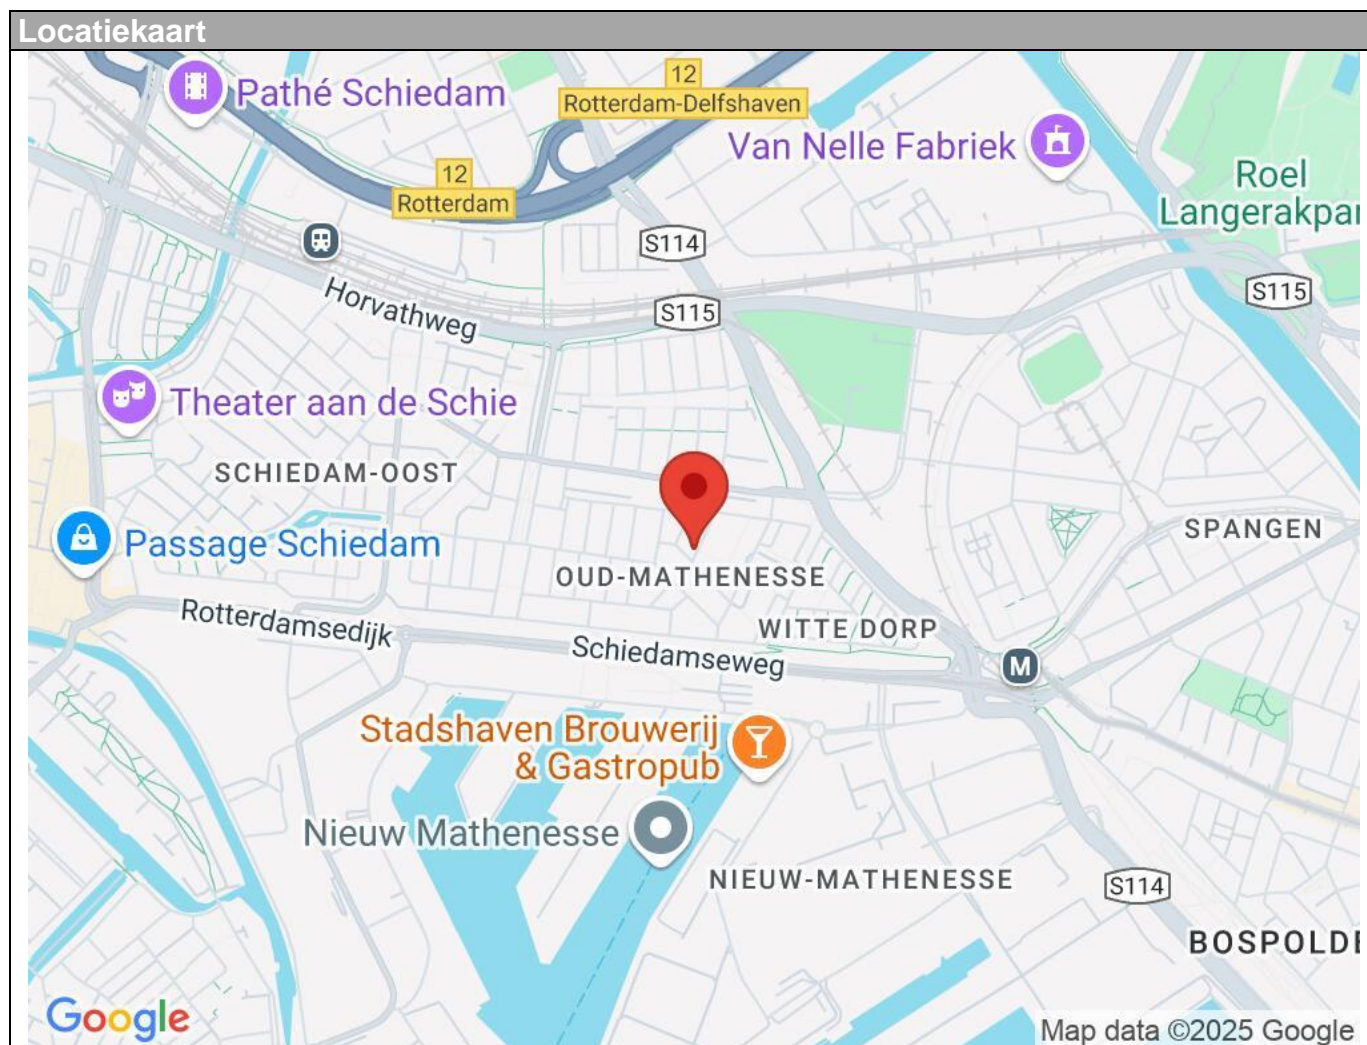 Locatiekaart
Pathé Schiedam
12
Rotterdam-Delfshaven
Van Nelle Fabriek
12
Rotterdam
Roel
Langerakpar
S114
S115
S115
Horvathweg
Theater aan de Schie
SCHIEDAM-OOST
Passage Schiedam
SPANGEN
OUD-MATHENESSE
Rotterdamsedijk
WITTE DORP
Schiedamseweg
M
Stadshaven Brouwerij
& Gastropub
Nieuw Mathenesse
NIEUW-MATHENESSE
S114
BOSPOLDE
Google
Map data ©2025 Google